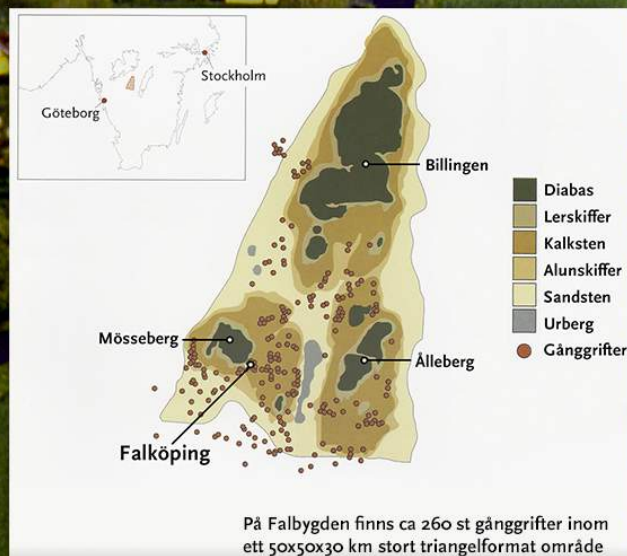 Stockholm
Göteborg
Billingen
Diabas
Lerskiffer
Kalksten
Alunskiffer
Sandsten
Urberg
Gånggrifter
Mösseberg
Ålleberg
Falköping
På Falbygden finns ca 260 st gånggrifter inom
ett 50x50x30 km stort triangelformat område